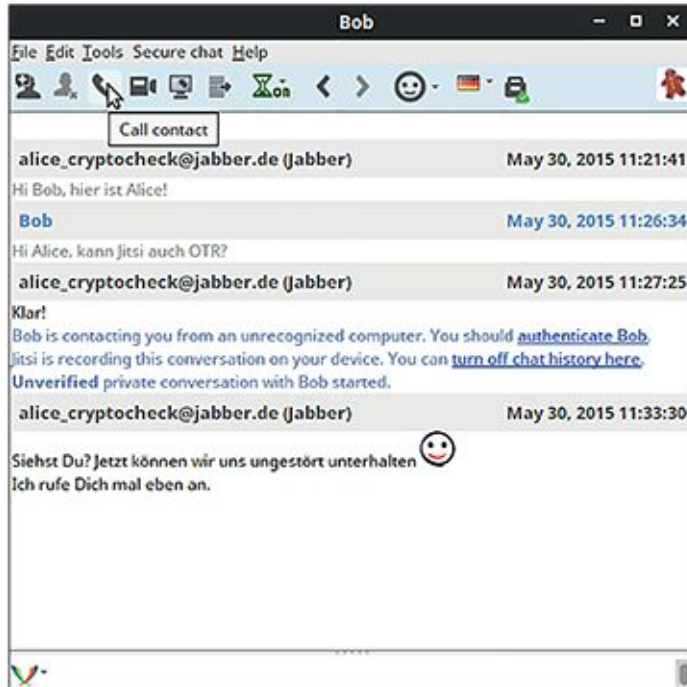 Bob
File Edit Tools Secure chat Help
on
Call contact
alice_cryptocheck@jabber.de (Jabber) May 30, 2015 11:21:41
Hi Bob, hier ist Alice!
Bob May 30, 2015 11:26:34
Hi Alice, kann Jitsi auch OTR?
alice_cryptocheck@jabber.de (Jabber) May 30, 2015 11:27:25
Klar!
Bob is contacting you from an unrecognized computer. You should authenticate Bob.
Jitsi is recording this conversation on your device. You can turn off chat history here.
Unverified private conversation with Bob started.
alice_cryptocheck@jabber.de (Jabber) May 30, 2015 11:33:30
Siehst Du? Jetzt können wir uns ungestört unterhalten
Ich rufe Dich mal eben an.